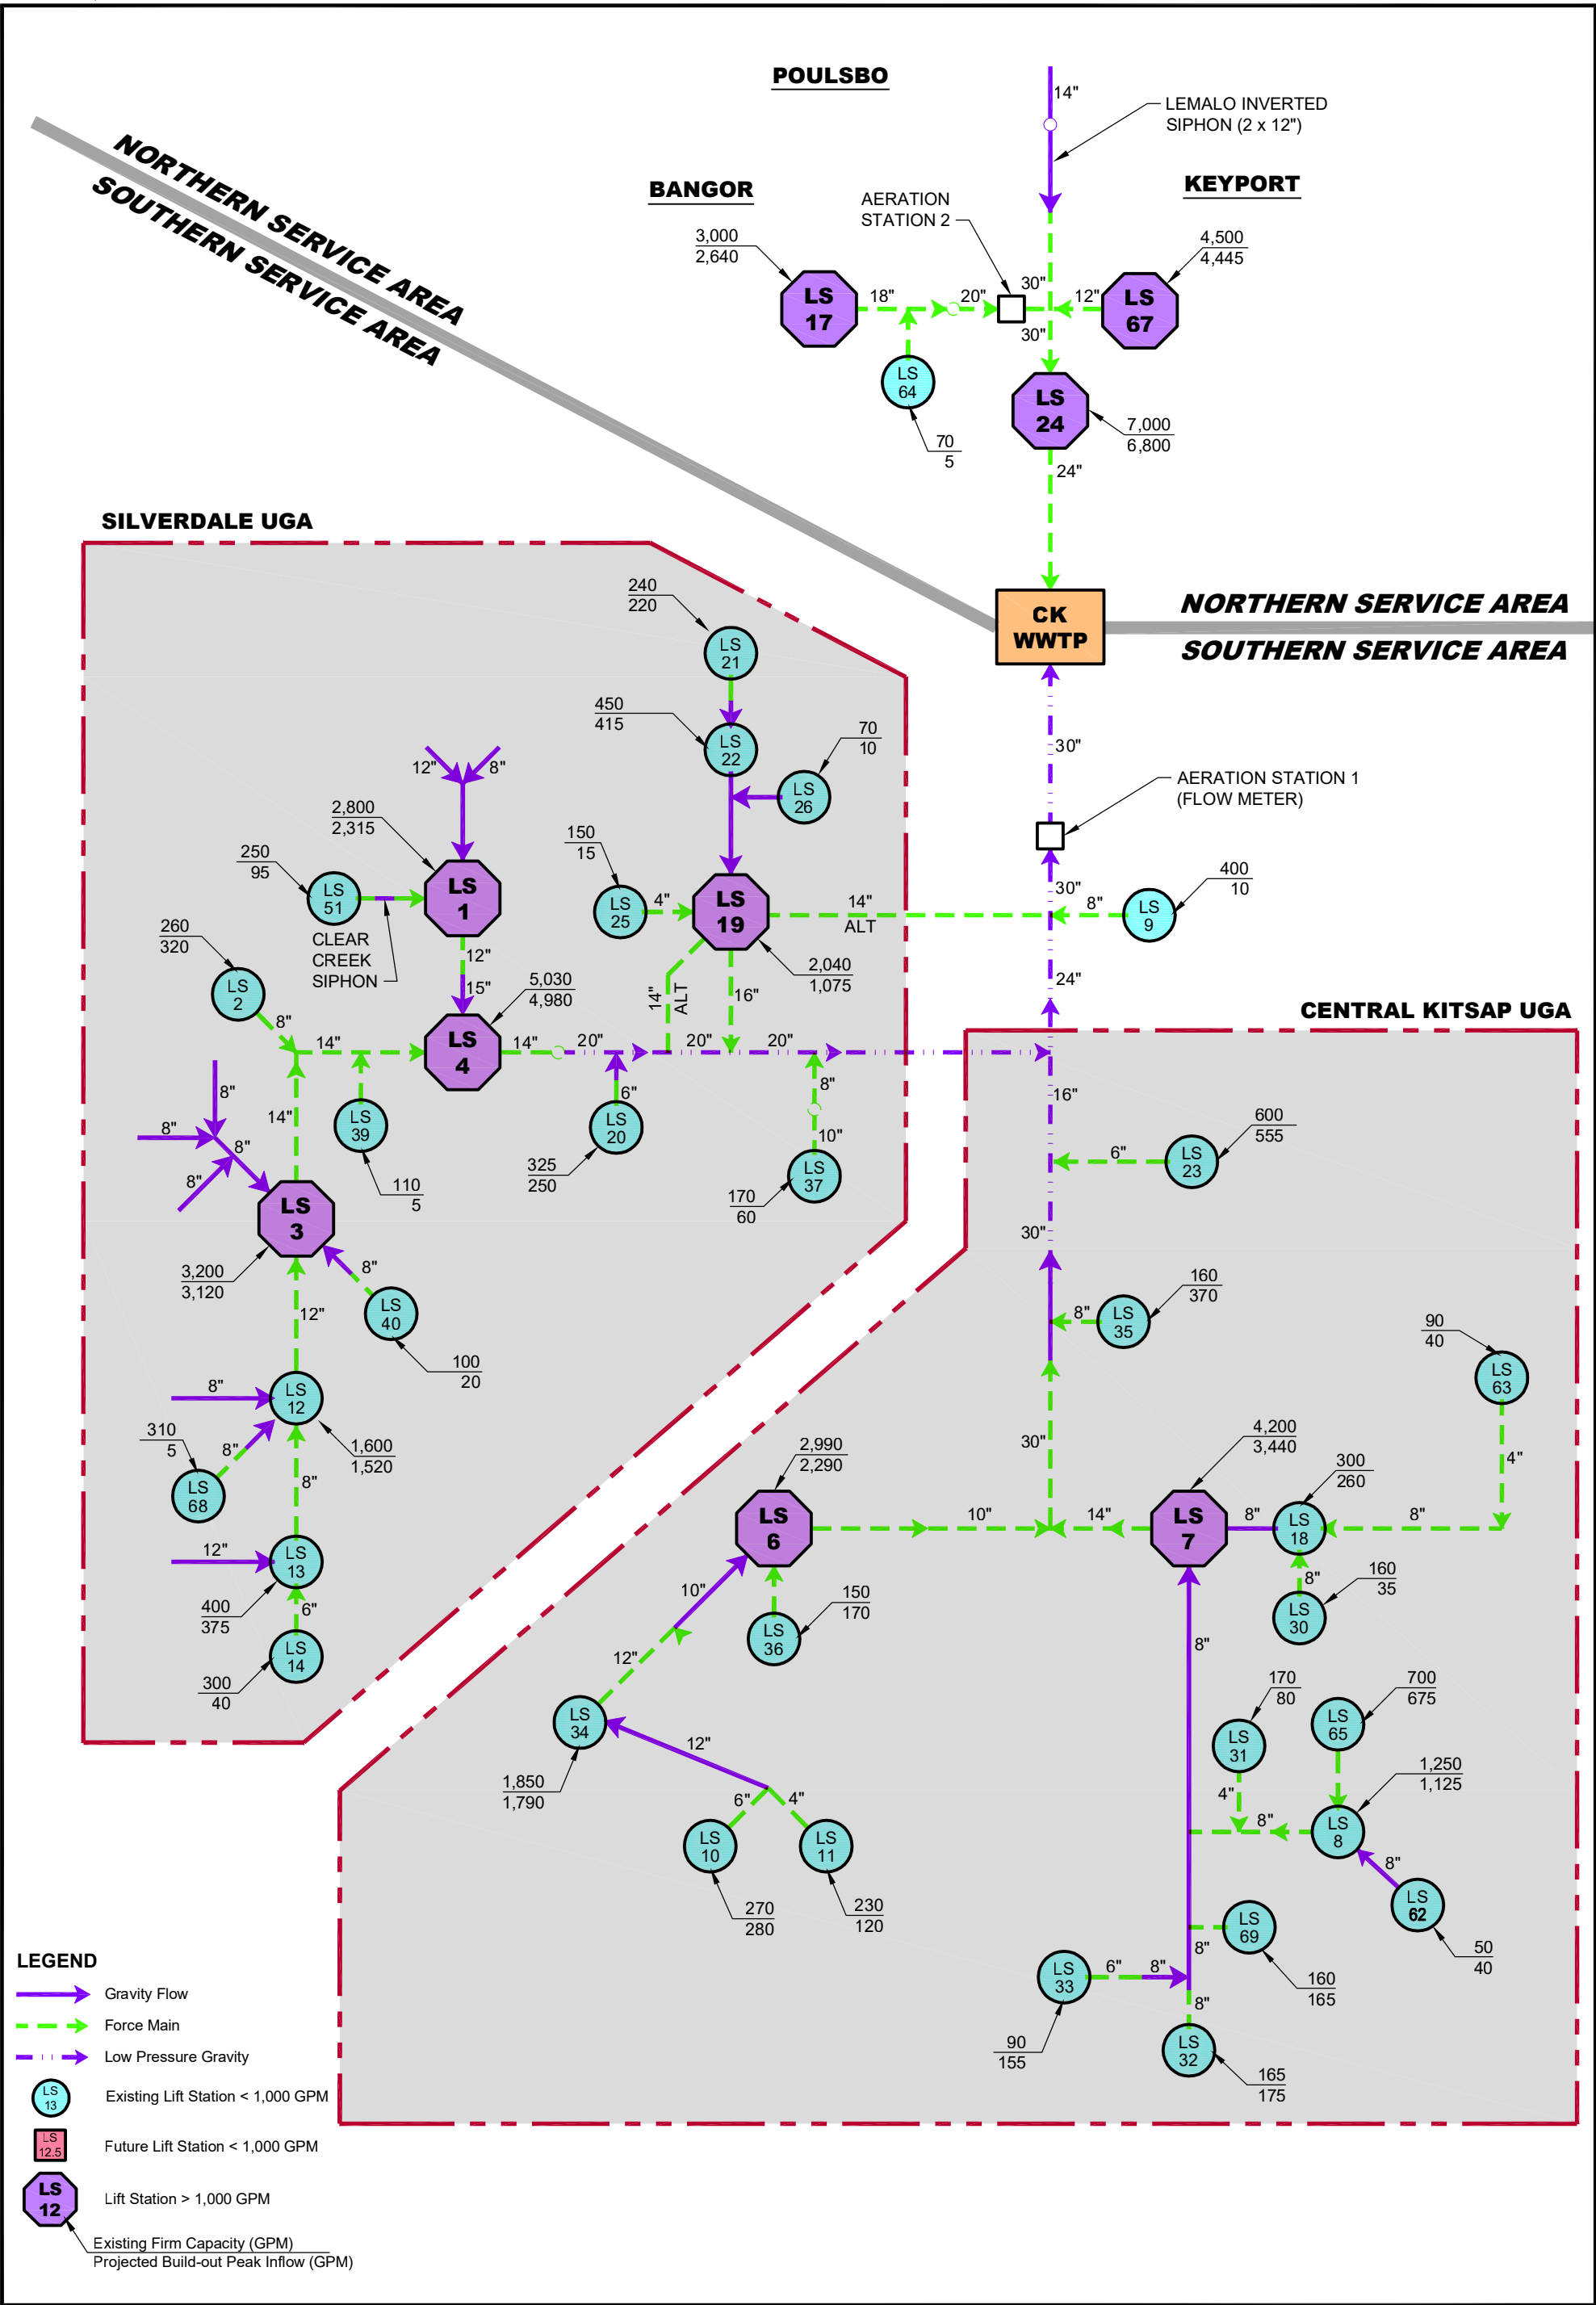 POULSBO
14"
LEMALO INVERTED
SIPHON (2 x 12")
NORTHERN SERVICE AREA
SOUTHERN SERVICE AREA
BANGOR
KEYPORT
AERATION
STATION 2
3,000
2,640
4,500
4,445
LS
17
18"
20"
30"
12"
LS
67
30"
LS
64
70
5
LS
24
7,000
6,800
24"
SILVERDALE UGA
CK
WWTP
NORTHERN SERVICE AREA
SOUTHERN SERVICE AREA
240
220
LS
21
450
415
LS
22
70
10
LS
26
30"
12"
8"
AERATION STATION 1
(FLOW METER)
2,800
2,315
150
15
250
95
LS
51
LS
1
LS
25
4"
LS
19
14"
ALT
30"
8"
LS
9
400
10
CLEAR
CREEK
SIPHON
260
320
LS
2
12"
15"
5,030
4,980
14"
ALT
16"
2,040
1,075
24"
CENTRAL KITSAP UGA
8"
14"
LS
4
14"
20"
20"
20"
8"
8"
8"
8"
14"
LS
39
110
5
6"
LS
20
325
250
8"
10"
LS
37
170
60
16"
6"
LS
23
600
555
LS
3
3,200
3,120
30"
8"
LS
40
100
20
12"
8"
LS
35
160
370
90
40
LS
63
8"
LS
12
1,600
1,520
310
5
8"
LS
68
8"
2,990
2,290
30"
4,200
3,440
300
260
4"
LS
6
10"
14"
LS
7
8"
LS
18
8"
12"
LS
13
400
375
6"
LS
14
300
40
10"
LS
36
150
170
8"
LS
30
160
35
12"
8"
LS
34
1,850
1,790
12"
170
80
LS
31
LS
65
700
675
4"
8"
LS
8
1,250
1,125
6"
4"
LS
10
270
280
LS
11
230
120
8"
LS
62
50
40
LS
69
160
165
8"
LS
33
6"
8"
90
155
8"
LS
32
165
175
LEGEND
Gravity Flow
Force Main
Low Pressure Gravity
LS
13
Existing Lift Station < 1,000 GPM
LS
12.5
Future Lift Station < 1,000 GPM
LS
12
Lift Station > 1,000 GPM
Existing Firm Capacity (GPM)
Projected Build-out Peak Inflow (GPM)